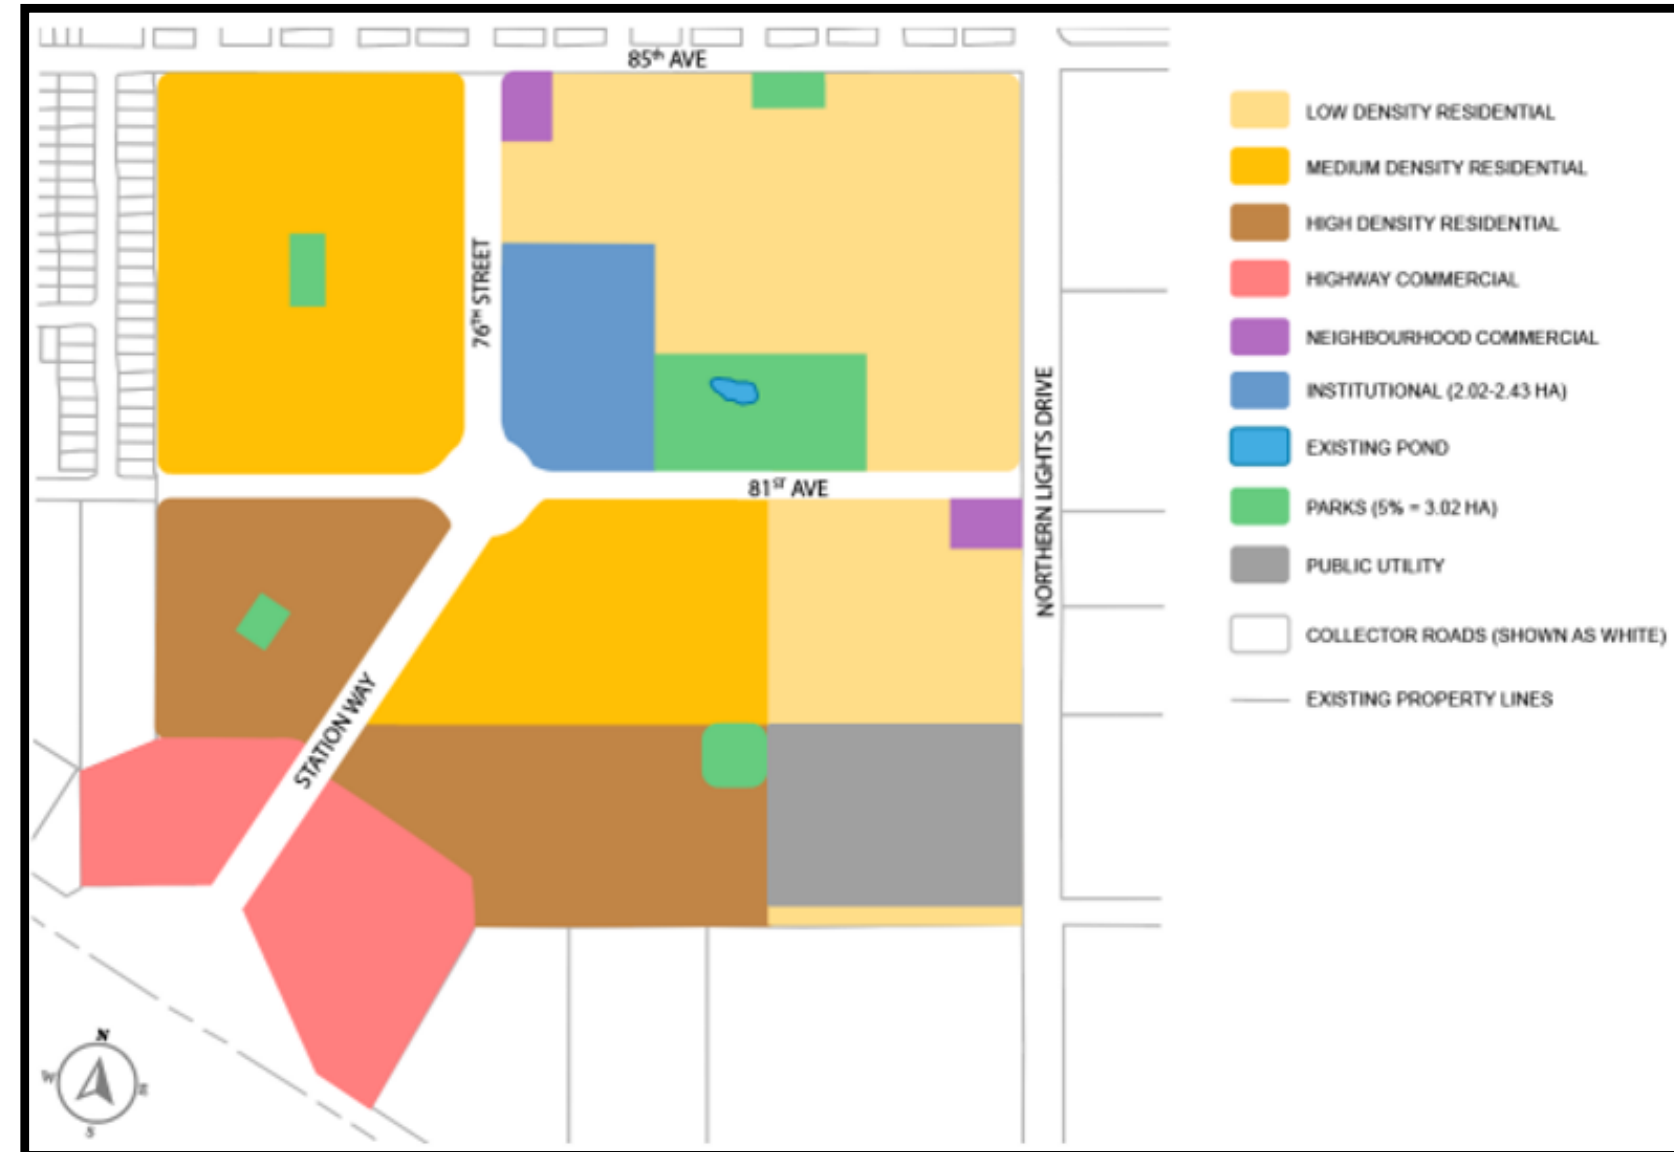 85th AVE
76TH STREET
81ST AVE
NORTHERN LIGHTS DRIVE
STATION WAY
LOW DENSITY RESIDENTIAL
MEDIUM DENSITY RESIDENTIAL
HIGH DENSITY RESIDENTIAL
HIGHWAY COMMERCIAL
NEIGHBOURHOOD COMMERCIAL
INSTITUTIONAL (2.02-2.43 HA)
EXISTING POND
PARKS (5% = 3.02 HA)
PUBLIC UTILITY
COLLECTOR ROADS (SHOWN AS WHITE)
EXISTING PROPERTY LINES
N
W
E
S